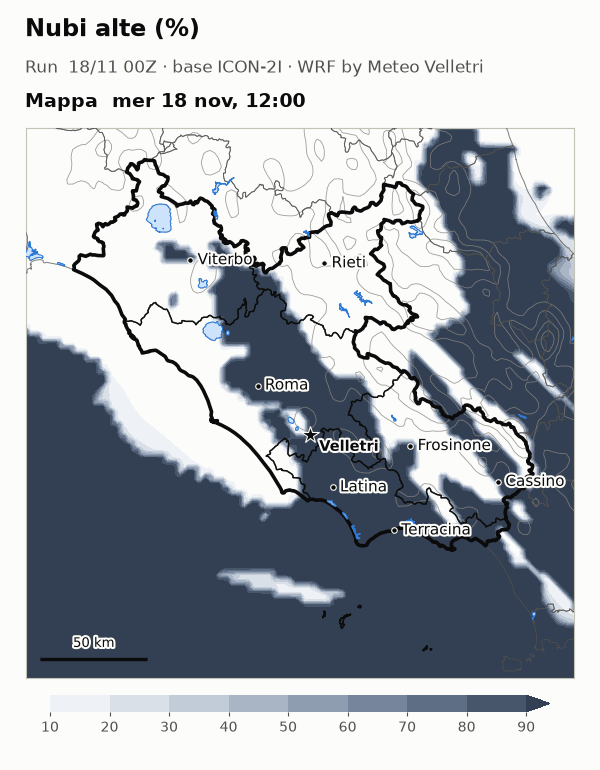 Nubi alte (%)
Run  18/11 00Z · base ICON-2I · WRF by Meteo Velletri
Mappa  mer 18 nov, 12:00
Viterbo
Rieti
Roma
Velletri
Frosinone
Latina
Cassino
Terracina
50 km
10 20 30 40 50 60 70 80 90